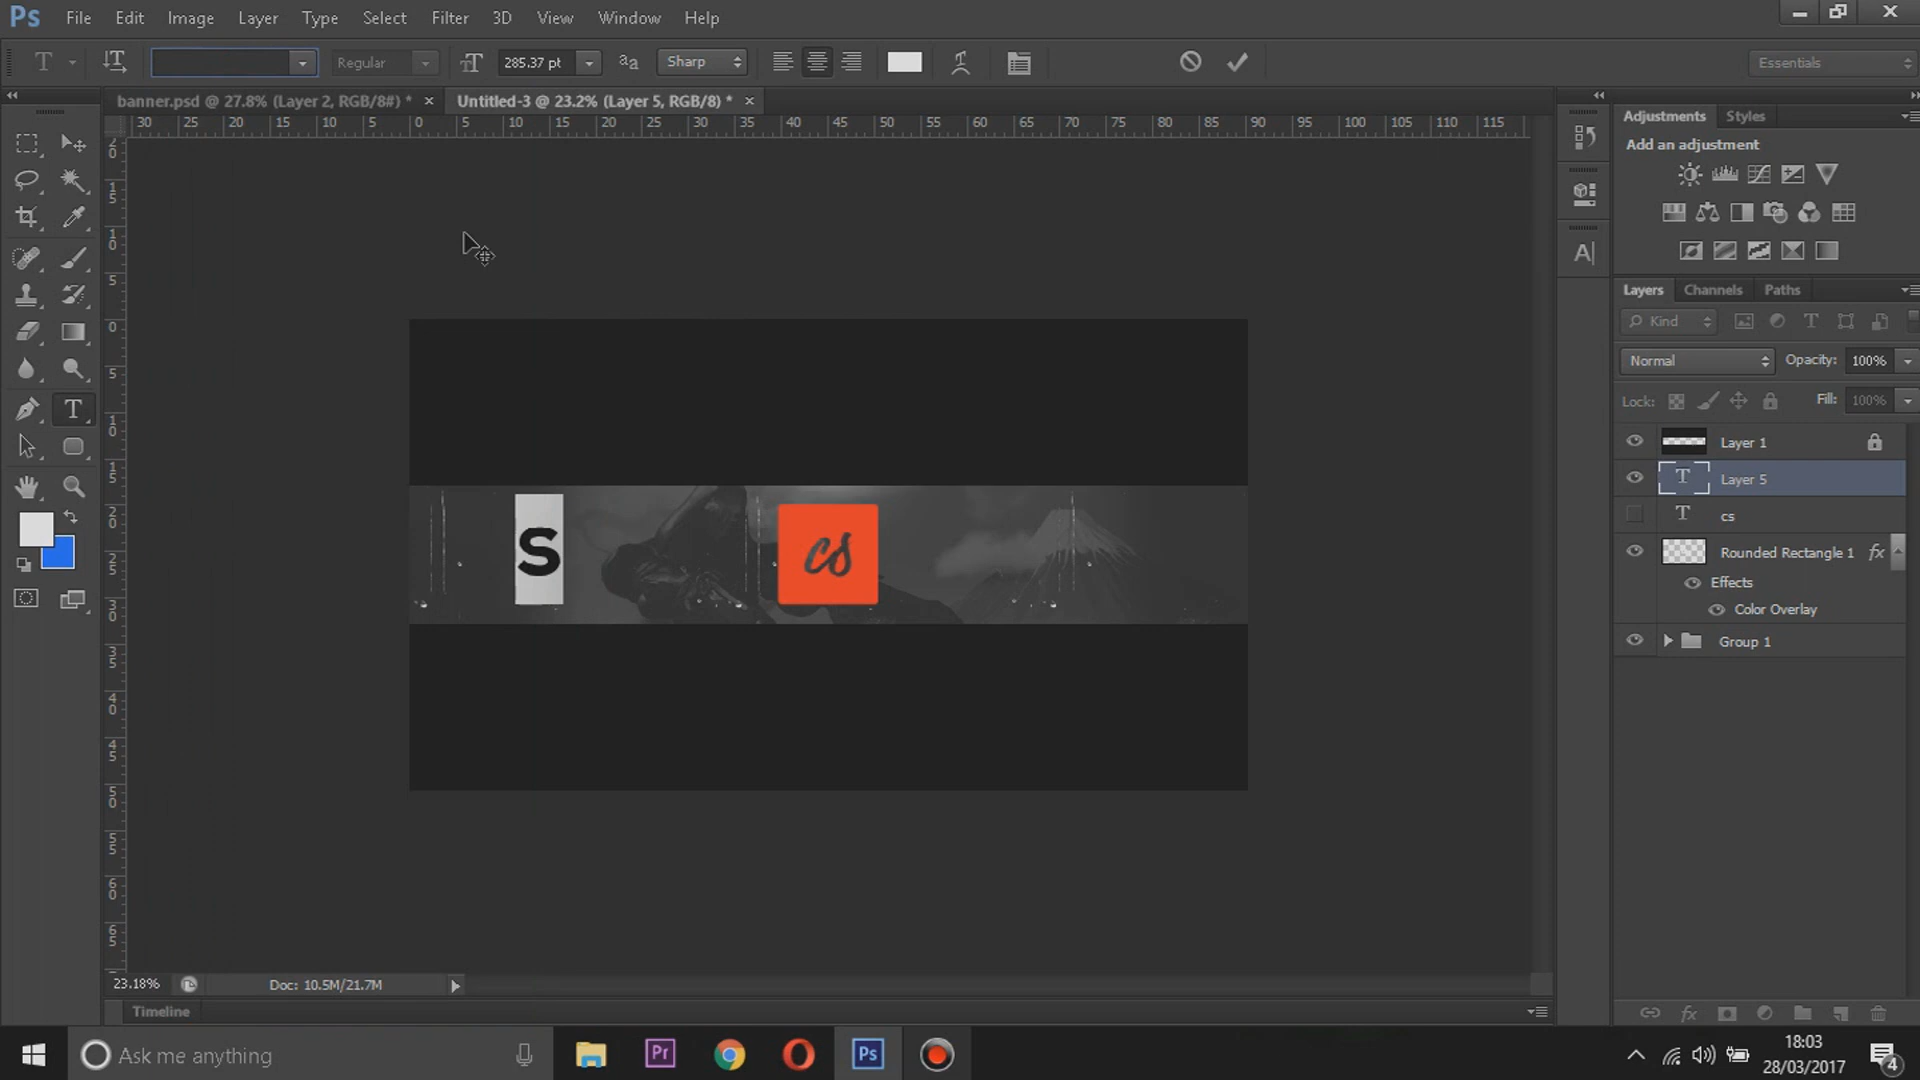 Ps File Edit Image Layer Type Select Filter 3D View Window Help
T Regular 285.37 pt aa Sharp Essentials
banner.psd @ 27.8% (Layer 2, RGB/8#) * Untitled-3 @ 23.2% (Layer 5, RGB/8) *
30 25 20 15 10 5 0 5 10 15 20 25 30 35 40 45 50 55 60 65 70 75 80 85 90 95 100 105 110 115
Adjustments Styles
Add an adjustment
Layers Channels Paths
Kind
Normal Opacity: 100%
Lock: Fill: 100%
Layer 1
Layer 5
cs
Rounded Rectangle 1 fx
Effects
Color Overlay
Group 1
S
cs
23.18% Doc: 10.5M/21.7M
Timeline
Ask me anything
Pr
Ps
18:03
28/03/2017
4